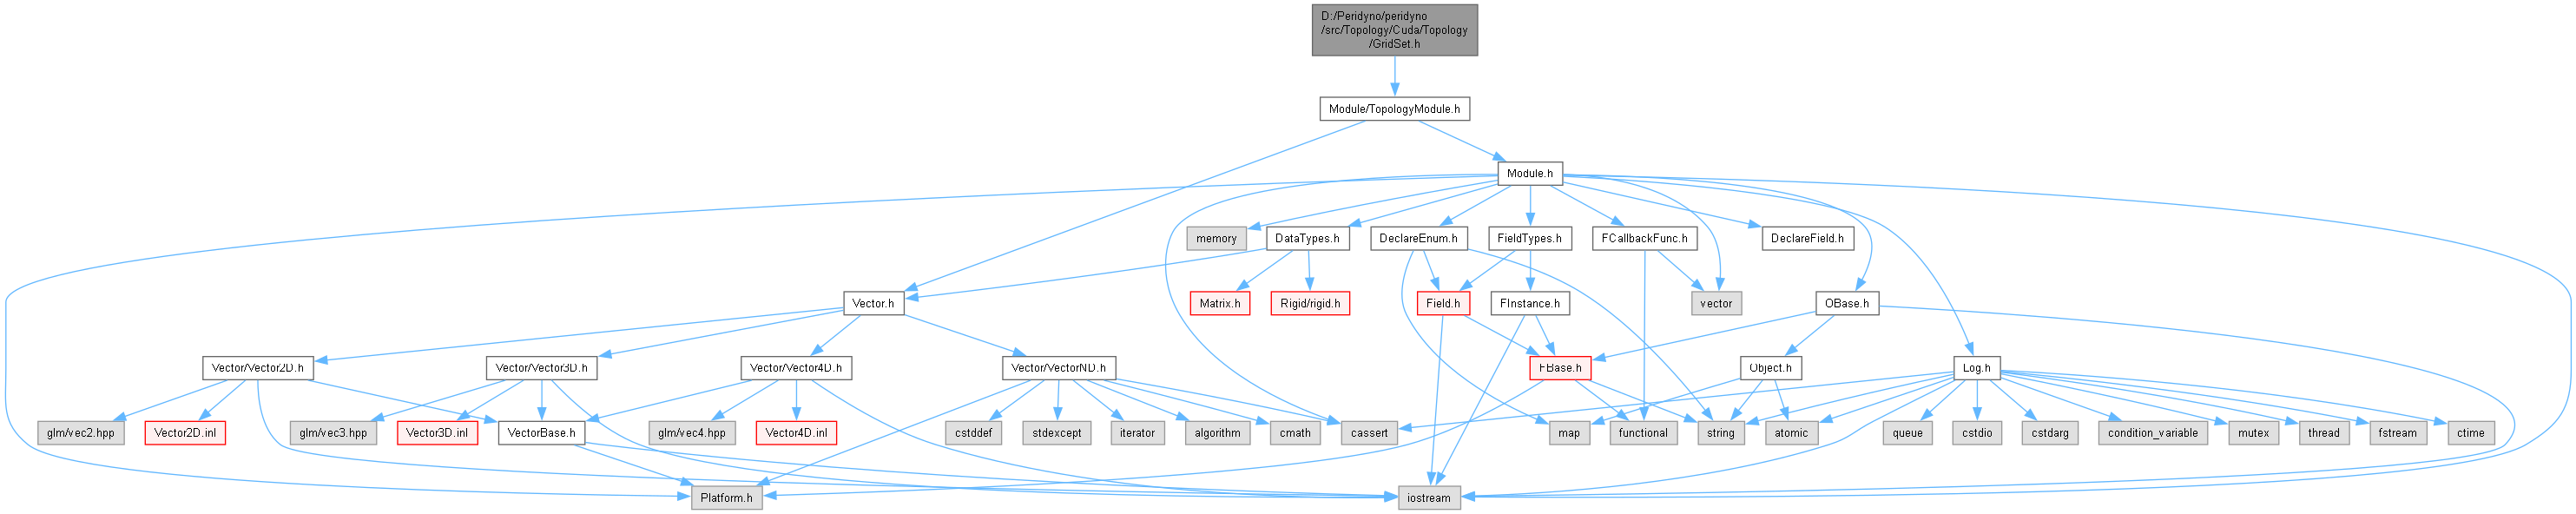 D:/Peridyno/peridyno
/src/Topology/Cuda/Topology
/GridSet.h
Module/TopologyModule.h
Module.h
memory
DataTypes.h
DeclareEnum.h
FieldTypes.h
FCallbackFunc.h
DeclareField.h
Vector.h
Matrix.h
Rigid/rigid.h
Field.h
FInstance.h
vector
OBase.h
Vector/Vector2D.h
Vector/Vector3D.h
Vector/Vector4D.h
Vector/VectorND.h
FBase.h
Object.h
Log.h
glm/vec2.hpp
Vector2D.inl
glm/vec3.hpp
Vector3D.inl
VectorBase.h
glm/vec4.hpp
Vector4D.inl
cstddef
stdexcept
iterator
algorithm
cmath
cassert
map
functional
string
atomic
queue
cstdio
cstdarg
condition_variable
mutex
thread
fstream
ctime
Platform.h
iostream